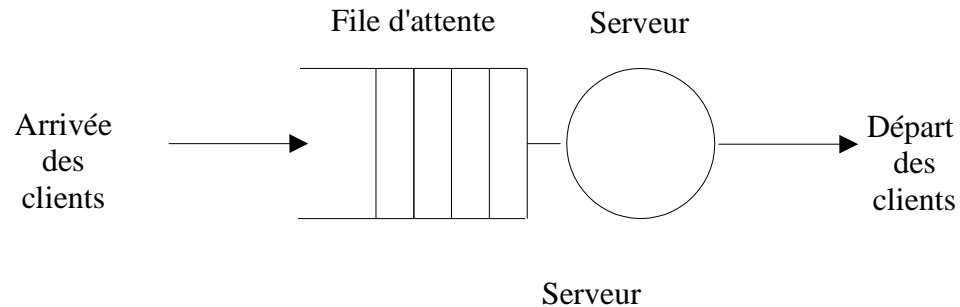 File d'attente
Serveur
Arrivée
des
clients
Départ
des
clients
Serveur